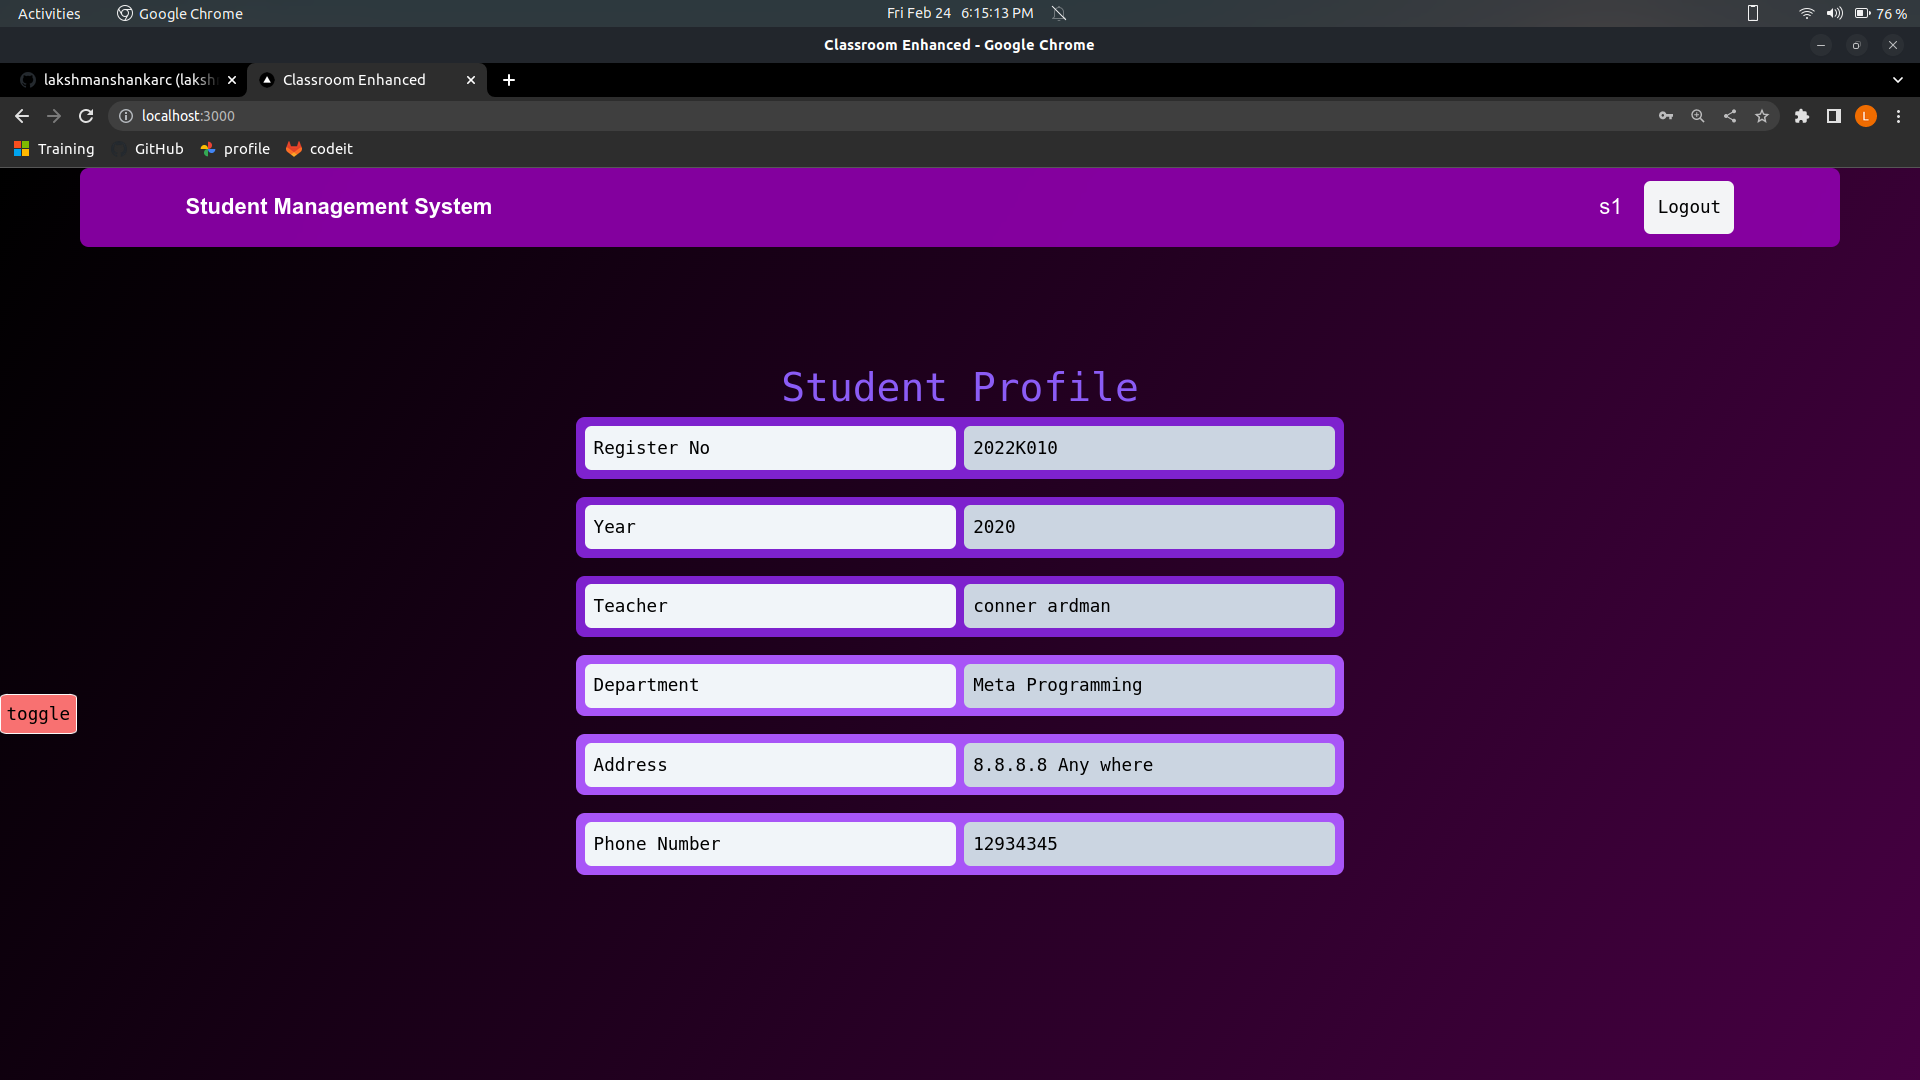 Activities Google Chrome Fri Feb 24 6:15:13 PM 76 %
Classroom Enhanced - Google Chrome
lakshmanshankarc (laksh Classroom Enhanced
localhost:3000 L
Training GitHub profile codeit
Student Management System s1 Logout
Student Profile
Register No 2022K010
Year 2020
Teacher conner ardman
Department Meta Programming
toggle
Address 8.8.8.8 Any where
Phone Number 12934345